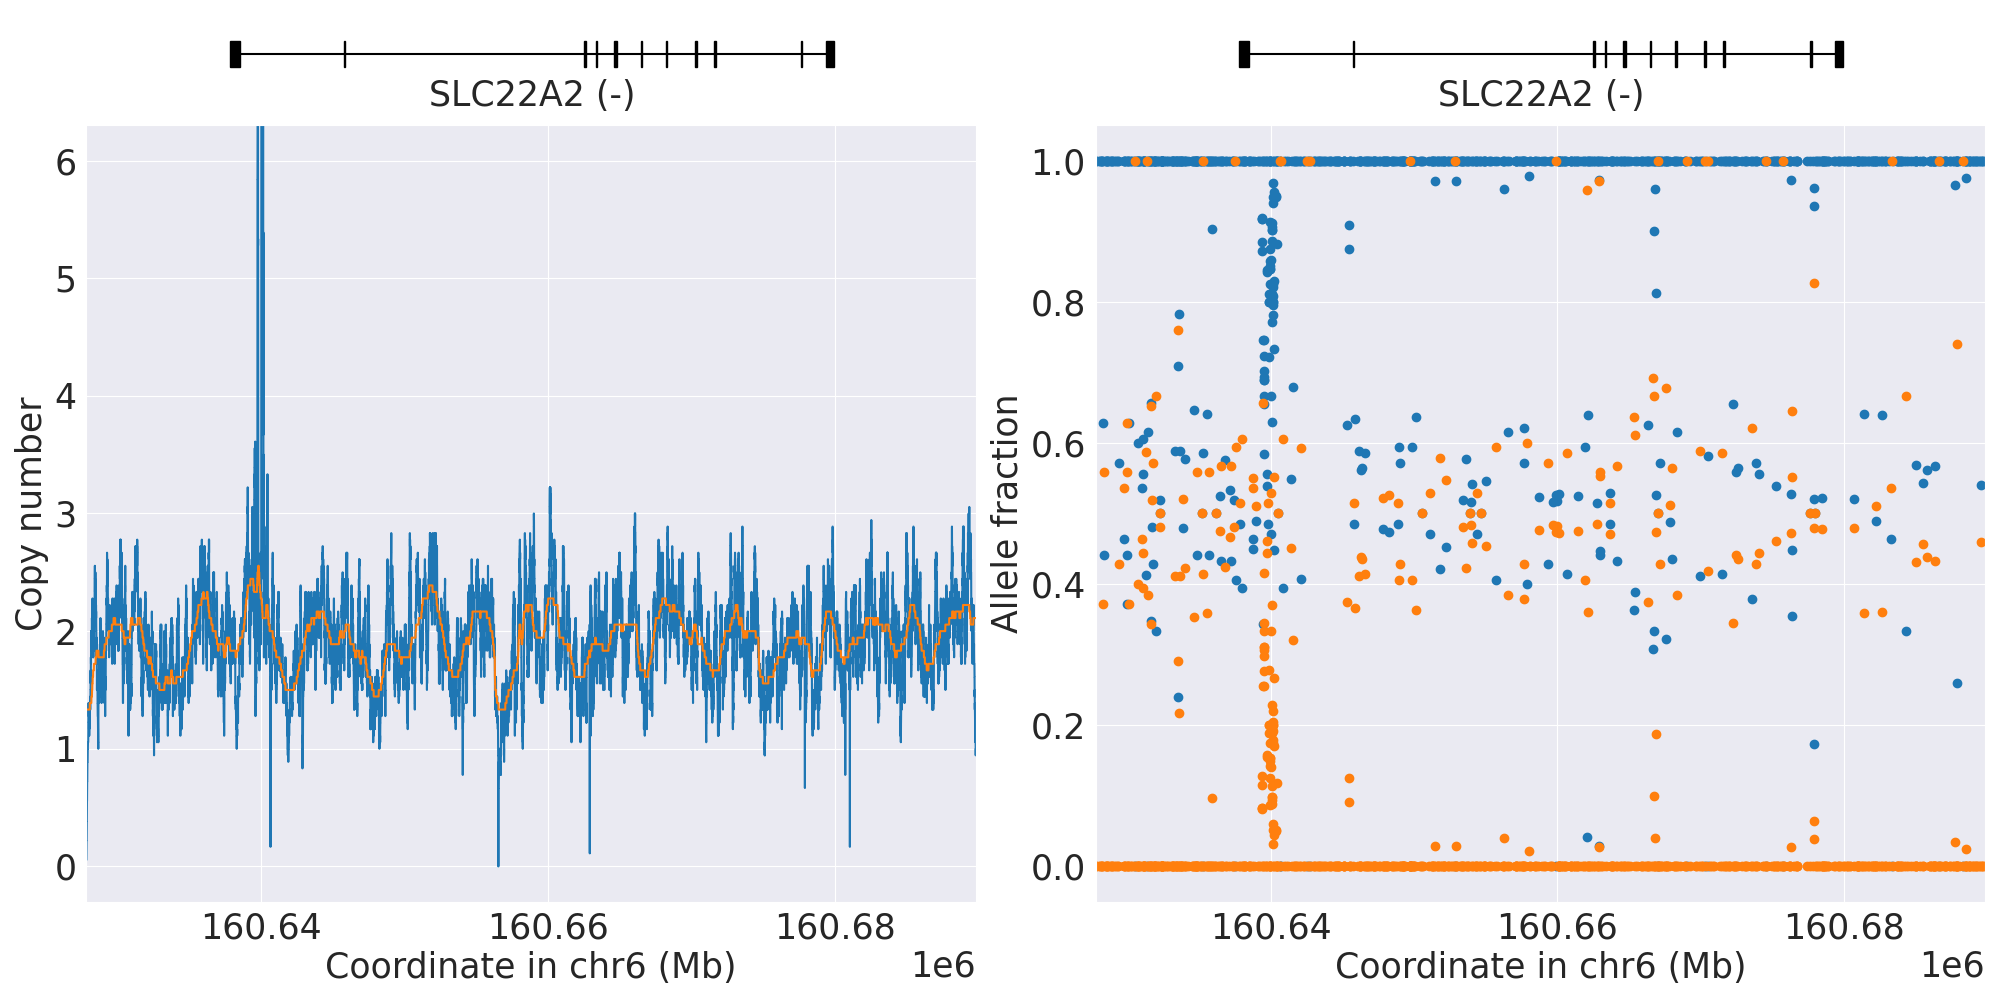 SLC22A2 (-)
6
5
4
3
2
1
0
Copy number
160.64 160.66 160.68
Coordinate in chr6 (Mb) 1e6
SLC22A2 (-)
1.0
0.8
0.6
0.4
0.2
0.0
Allele fraction
160.64 160.66 160.68
Coordinate in chr6 (Mb) 1e6